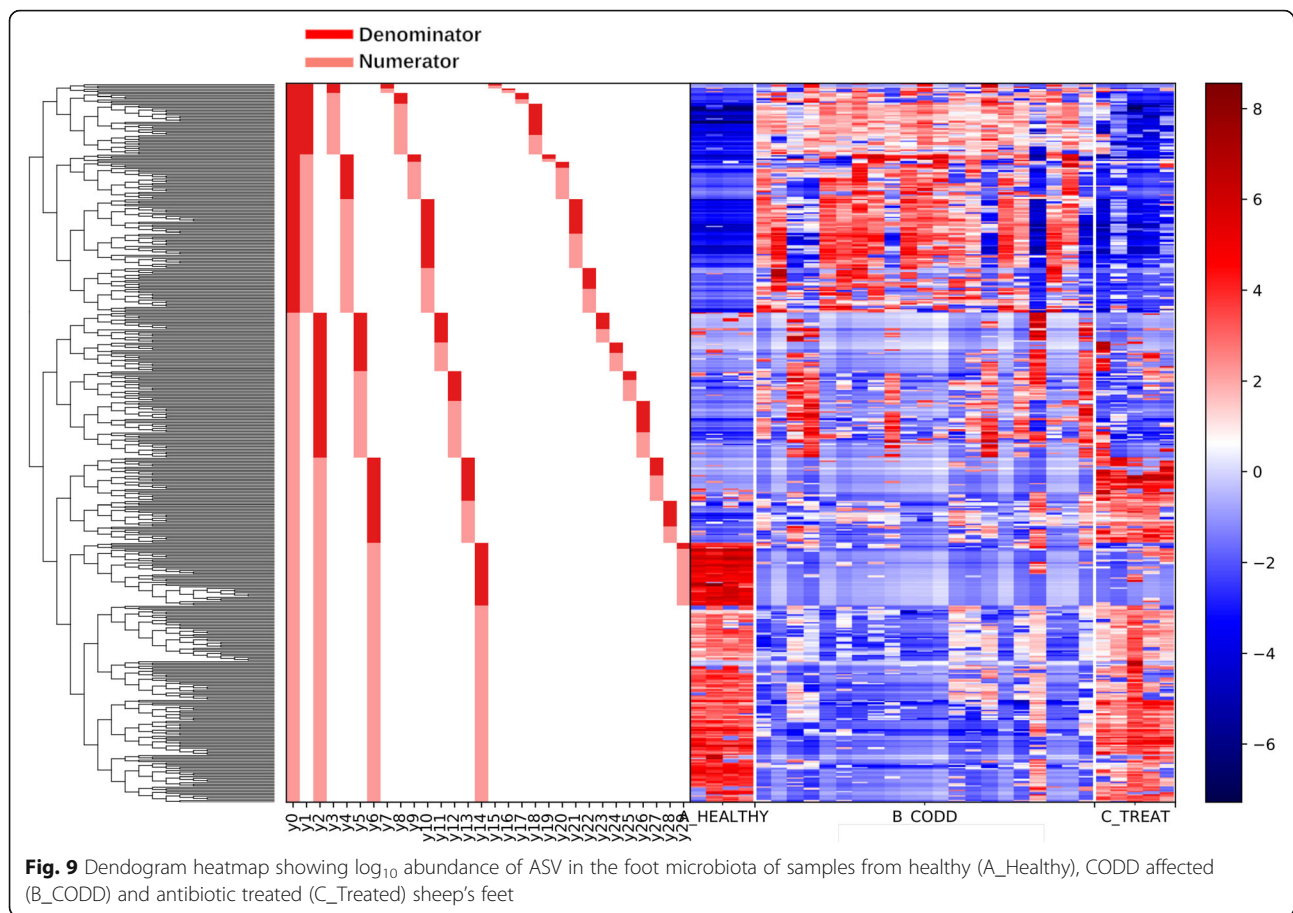 Denominator
Numerator
8
6
4
2
0
−2
−4
−6
y0
y1
y2
y3
y4
y5
y6
y7
y8
y9
y10
y11
y12
y13
y14
y15
y16
y17
y18
y19
y20
y21
y22
y23
y24
y25
y26
y27
y28
y29
A_HEALTHY B_CODD C_TREAT
Fig. 9 Dendogram heatmap showing log₁₀ abundance of ASV in the foot microbiota of samples from healthy (A_Healthy), CODD affected
(B_CODD) and antibiotic treated (C_Treated) sheep's feet